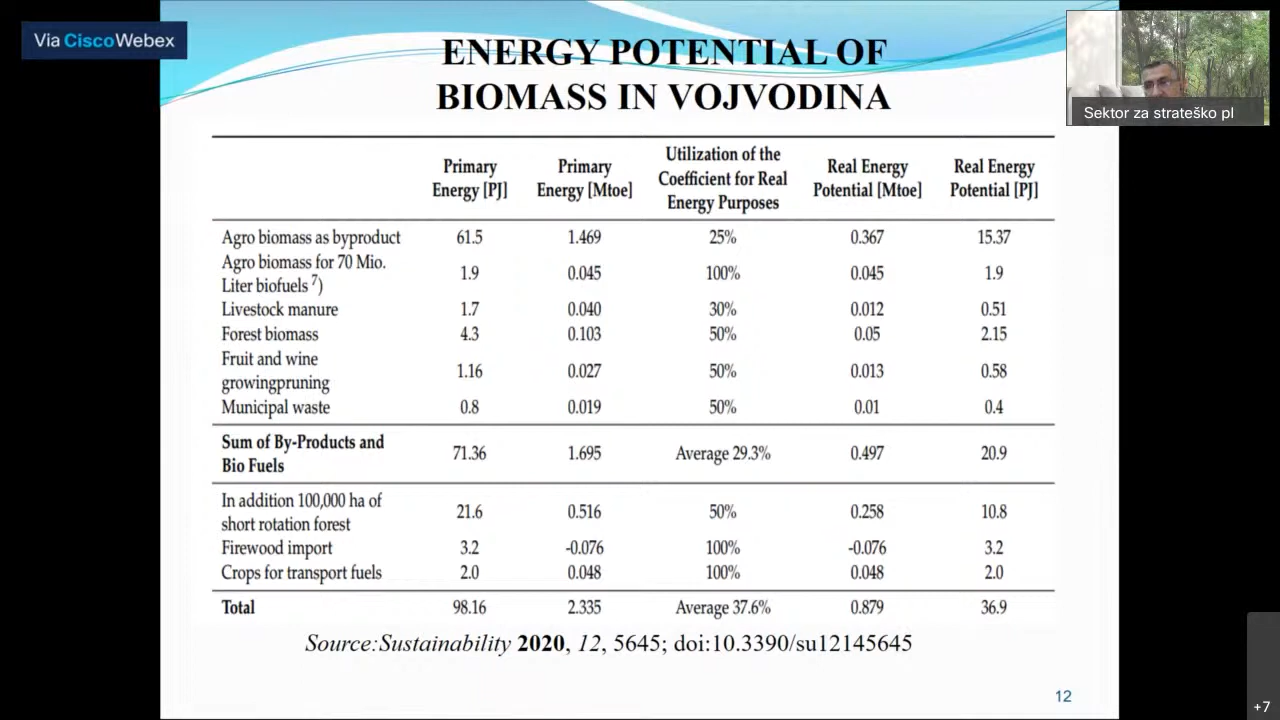 Via CiscoWebex
ENERGY POTENTIAL OF
BIOMASS IN VOJVODINA
Sektor za strateško pl
Primary Energy [PJ] Primary Energy [Mtoe] Utilization of the Coefficient for Real Energy Purposes Real Energy Potential [Mtoe] Real Energy Potential [PJ]
Agro biomass as byproduct 61.5 1.469 25% 0.367 15.37
Agro biomass for 70 Mio.
Liter biofuels 7) 1.9 0.045 100% 0.045 1.9
Livestock manure 1.7 0.040 30% 0.012 0.51
Forest biomass 4.3 0.103 50% 0.05 2.15
Fruit and wine
growingpruning 1.16 0.027 50% 0.013 0.58
Municipal waste 0.8 0.019 50% 0.01 0.4
Sum of By-Products and
Bio Fuels 71.36 1.695 Average 29.3% 0.497 20.9
In addition 100,000 ha of
short rotation forest 21.6 0.516 50% 0.258 10.8
Firewood import 3.2 -0.076 100% -0.076 3.2
Crops for transport fuels 2.0 0.048 100% 0.048 2.0
Total 98.16 2.335 Average 37.6% 0.879 36.9
Source:Sustainability 2020, 12, 5645; doi:10.3390/su12145645
12
+7